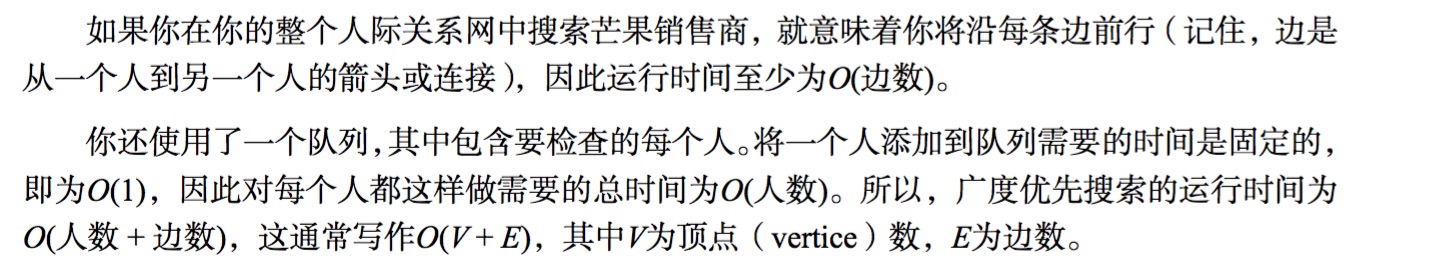 如果你在你的整个人际关系网中搜索芒果销售商，就意味着你将沿每条边前行（记住，边是
从一个人到另一个人的箭头或连接），因此运行时间至少为O(边数)。
你还使用了一个队列，其中包含要检查的每个人。将一个人添加到队列需要的时间是固定的，
即为O(1)，因此对每个人都这样做需要的总时间为O(人数)。所以，广度优先搜索的运行时间为
O(人数 + 边数)，这通常写作O(V + E)，其中V为顶点（vertice）数，E为边数。